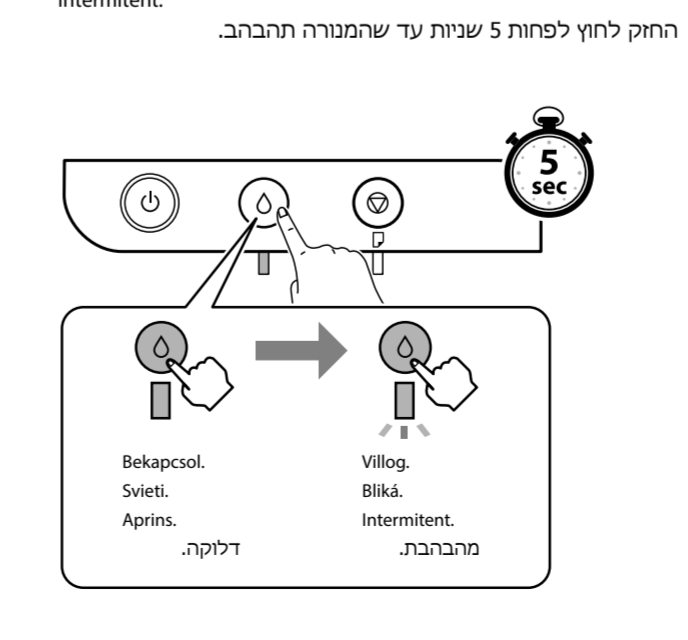 Intermitent.
החזק לחוץ לפחות 5 שניות עד שהמנורה תהבהב.
5
sec
Bekapcsol.
Svieti.
Aprins.
דלוקה.
Villog.
Bliká.
Intermitent.
מהבהבת.